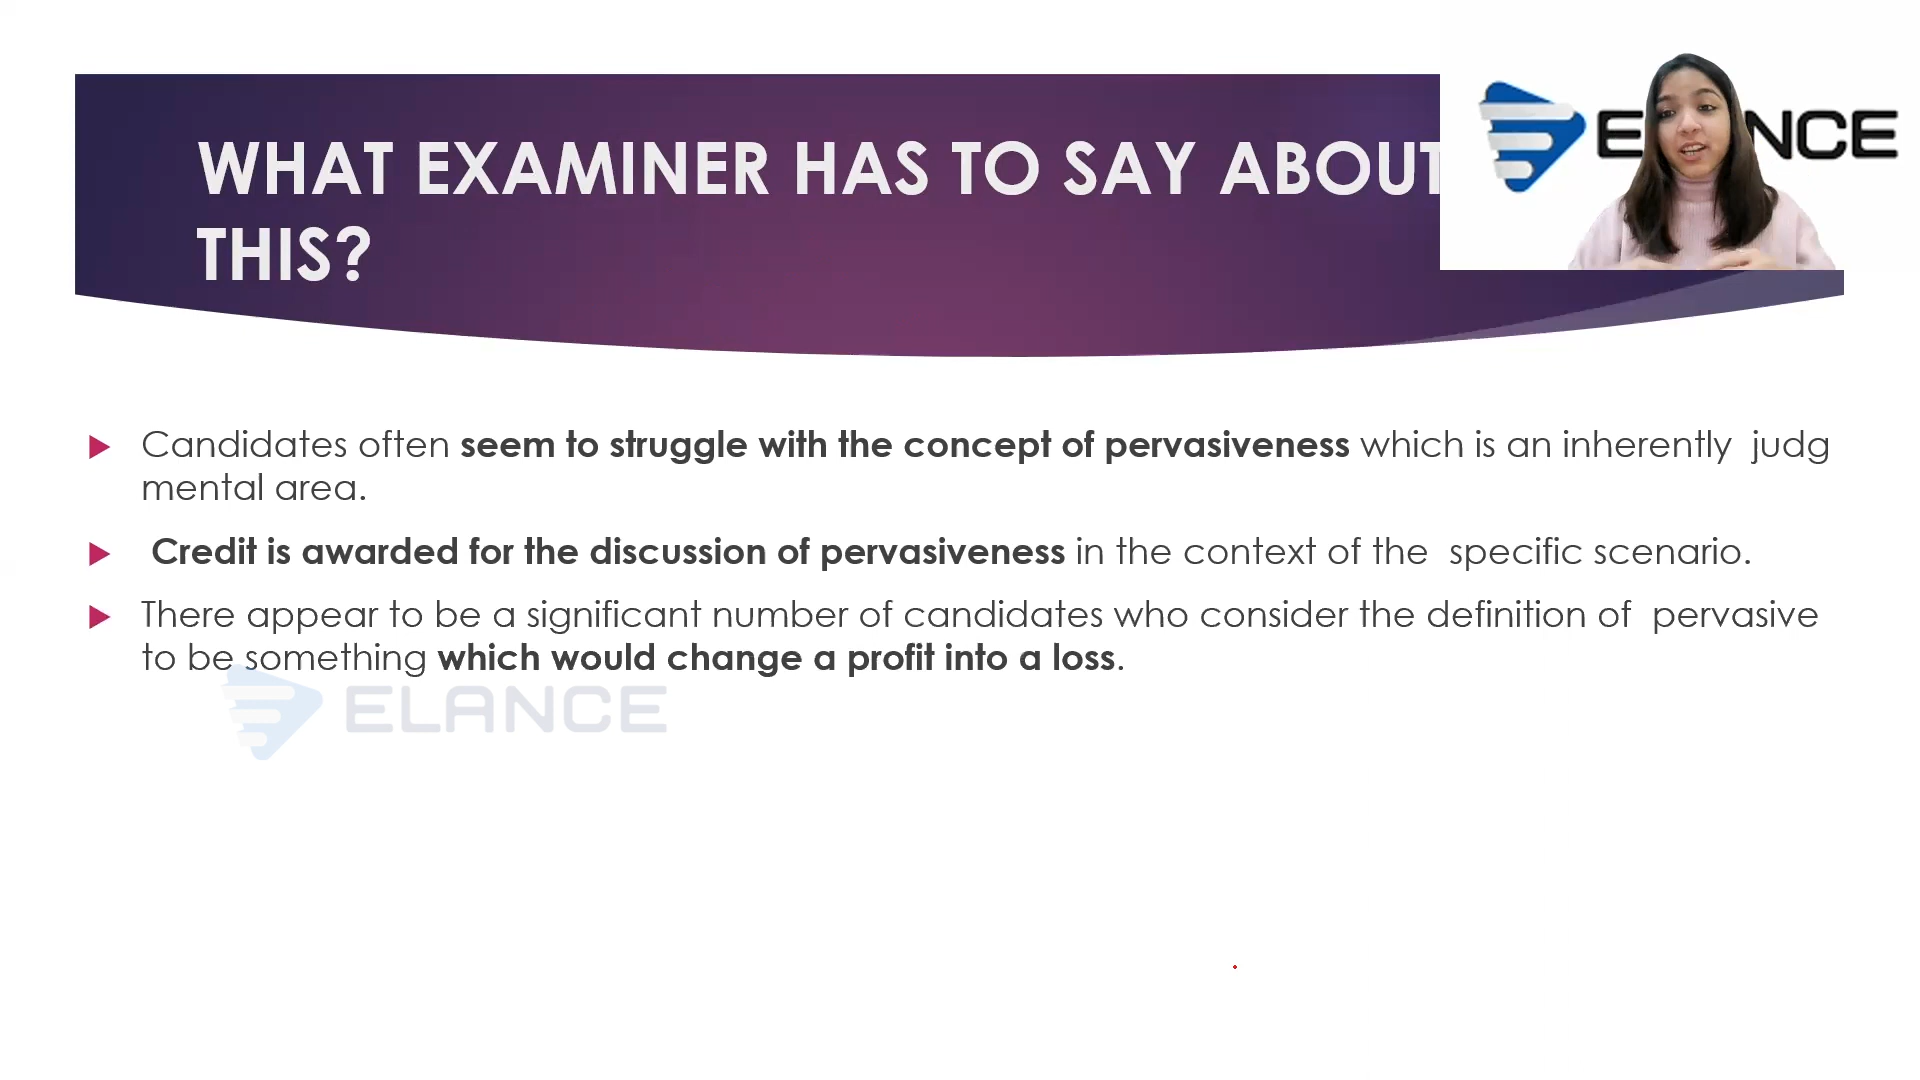 WHAT EXAMINER HAS TO SAY ABOUT
THIS?
E NCE
Candidates often seem to struggle with the concept of pervasiveness which is an inherently judg
mental area.
Credit is awarded for the discussion of pervasiveness in the context of the specific scenario.
There appear to be a significant number of candidates who consider the definition of pervasive
to be something which would change a profit into a loss.
ELANCE